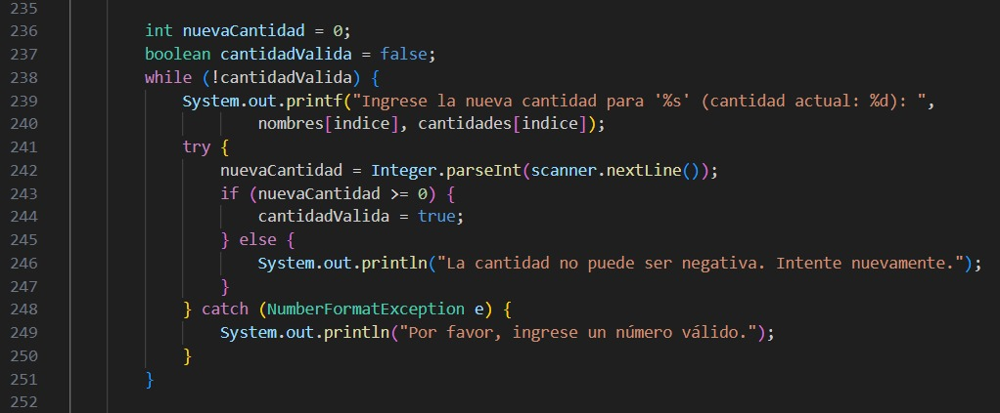 235
236 int nuevaCantidad = 0;
237 boolean cantidadValida = false;
238 while (!cantidadValida) {
239 System.out.printf("Ingrese la nueva cantidad para '%s' (cantidad actual: %d): ",
240 nombres[indice], cantidades[indice]);
241 try {
242 nuevaCantidad = Integer.parseInt(scanner.nextLine());
243 if (nuevaCantidad >= 0) {
244 cantidadValida = true;
245 } else {
246 System.out.println("La cantidad no puede ser negativa. Intente nuevamente.");
247 }
248 } catch (NumberFormatException e) {
249 System.out.println("Por favor, ingrese un número válido.");
250 }
251 }
252